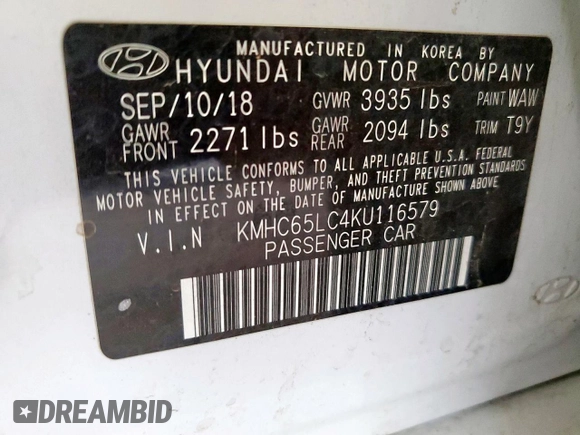 MANUFACTURED IN KOREA BY
HYUNDAI MOTOR COMPANY
SEP/10/18 GVWR 3935 lbs PAINT WAW
GAWR FRONT 2271 lbs GAWR REAR 2094 lbs TRIM T9Y
THIS VEHICLE CONFORMS TO ALL APPLICABLE U.S.A. FEDERAL
MOTOR VEHICLE SAFETY, BUMPER, AND THEFT PREVENTION STANDARDS
IN EFFECT ON THE DATE OF MANUFACTURE SHOWN ABOVE.
V.I.N KMHC65LC4KU116579
PASSENGER CAR
DREAMBID